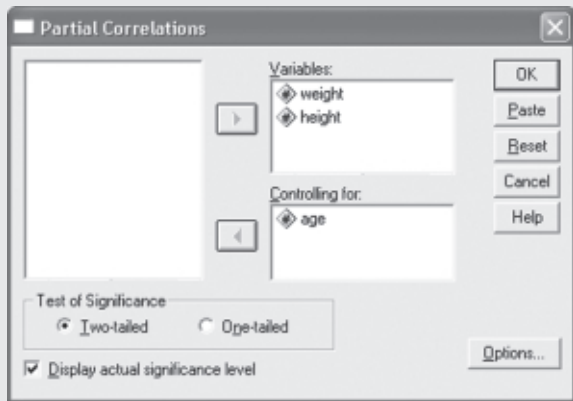 Partial Correlations
Variables:
weight
height
Controlling for:
age
OK
Paste
Reset
Cancel
Help
Test of Significance
Two-tailed
One-tailed
Display actual significance level
Options...